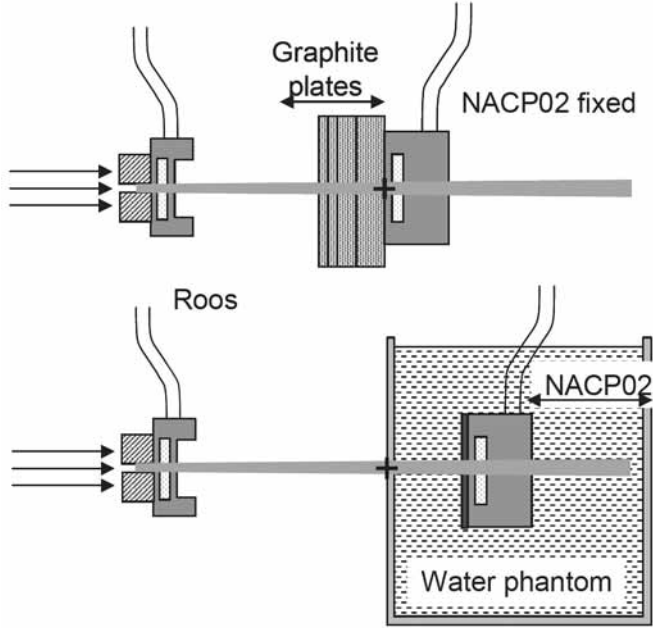 Graphite
plates
NACP02 fixed
Roos
NACP02
Water phantom